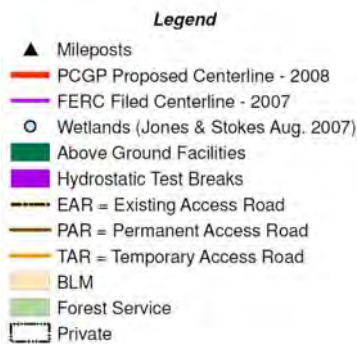 Legend
Mileposts
PCGP Proposed Centerline - 2008
FERC Filed Centerline - 2007
Wetlands (Jones & Stokes Aug. 2007)
Above Ground Facilities
Hydrostatic Test Breaks
EAR = Existing Access Road
PAR = Permanent Access Road
TAR = Temporary Access Road
BLM
Forest Service
Private